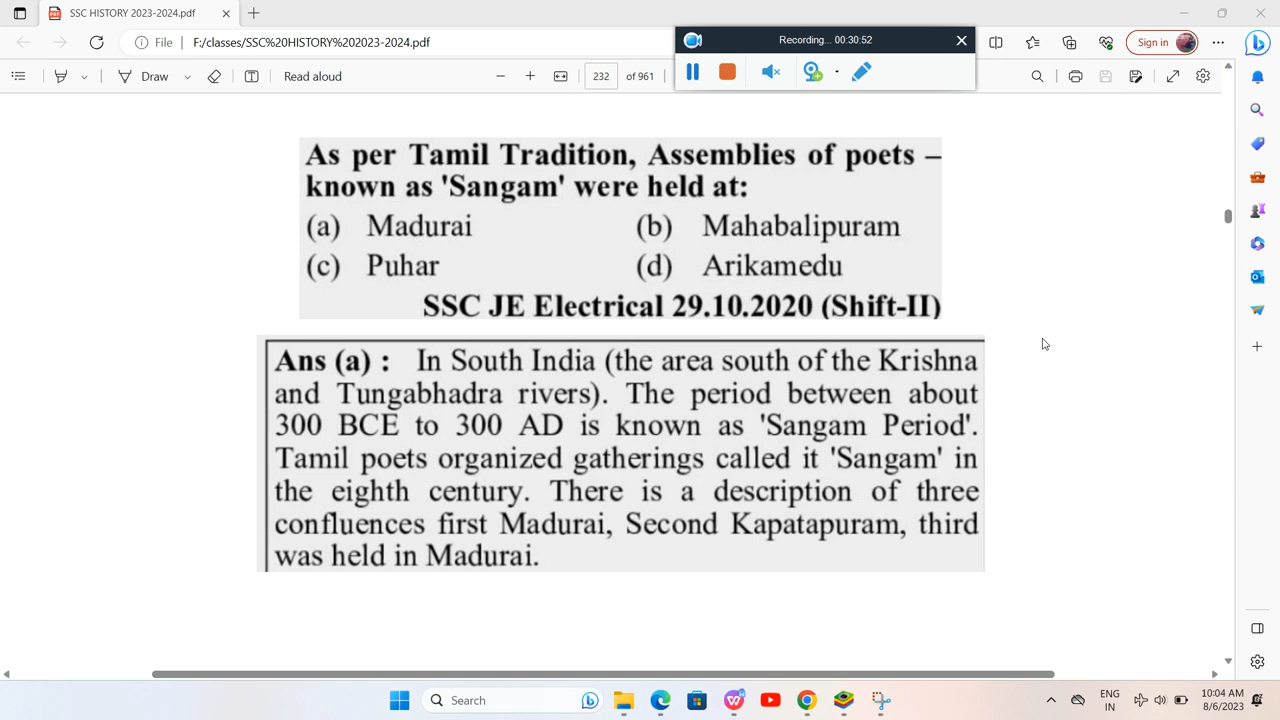 SSC HISTORY 2023-2024.pdf
File F:/classes/SSC%20HISTORY%202023-2024.pdf
Recording... 00:30:52
Sign in
Draw
Read aloud
232 of 961
As per Tamil Tradition, Assemblies of poets –
known as 'Sangam' were held at:
(a) Madurai (b) Mahabalipuram
(c) Puhar (d) Arikamedu
SSC JE Electrical 29.10.2020 (Shift-II)
Ans (a) : In South India (the area south of the Krishna
and Tungabhadra rivers). The period between about
300 BCE to 300 AD is known as 'Sangam Period'.
Tamil poets organized gatherings called it 'Sangam' in
the eighth century. There is a description of three
confluences first Madurai, Second Kapatapuram, third
was held in Madurai.
Search
ENG
IN
10:04 AM
8/6/2023